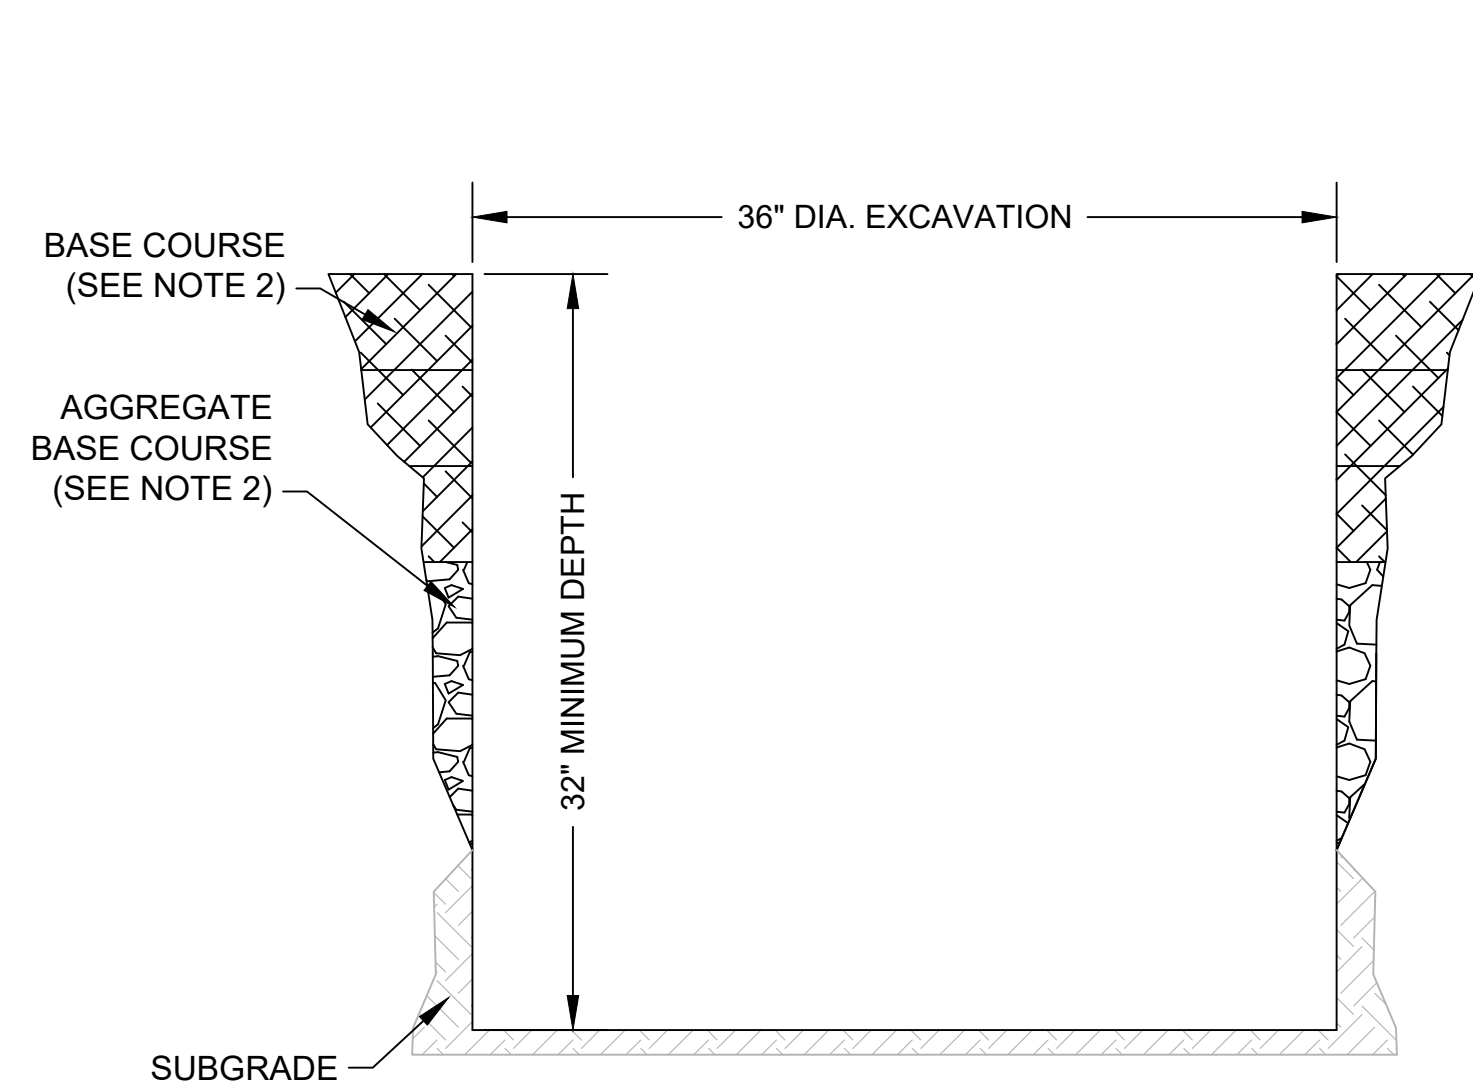 36" DIA. EXCAVATION
BASE COURSE
(SEE NOTE 2)
AGGREGATE
BASE COURSE
(SEE NOTE 2)
32" MINIMUM DEPTH
SUBGRADE